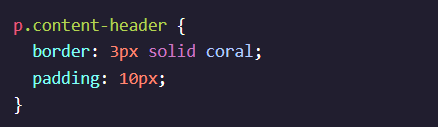 p.content-header {
  border: 3px solid coral;
  padding: 10px;
}